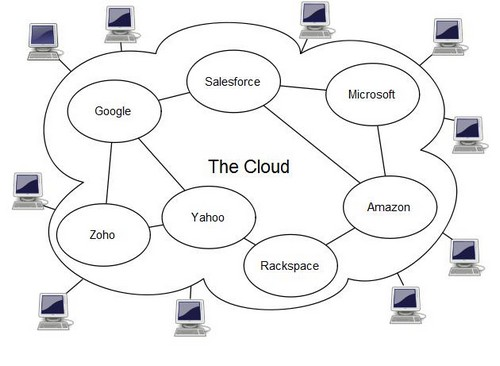 Salesforce
Google
Microsoft
The Cloud
Yahoo
Amazon
Zoho
Rackspace